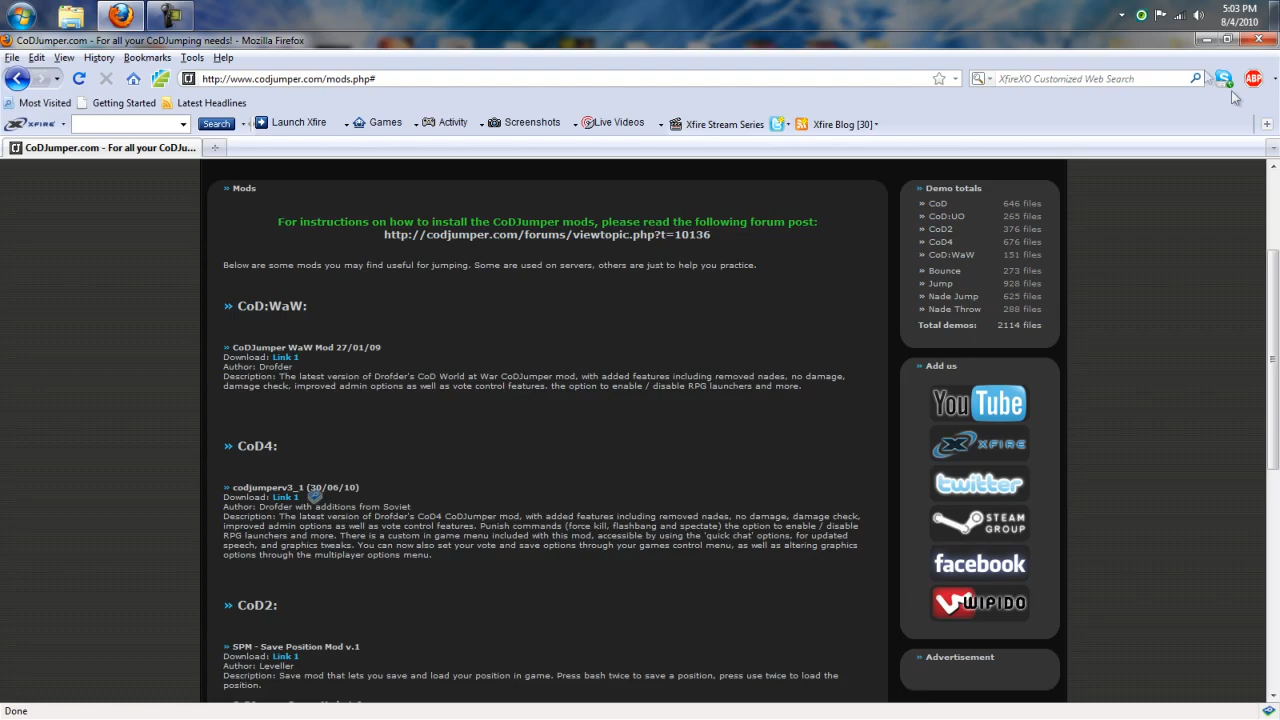 5:03 PM
8/4/2010
CoDJumper.com - For all your CoDJumping needs! - Mozilla Firefox
File Edit View History Bookmarks Tools Help
http://www.codjumper.com/mods.php#
XfireXO Customized Web Search
ABP
Most Visited Getting Started Latest Headlines
XFIRE Search Launch Xfire Games Activity Screenshots Live Videos Xfire Stream Series Xfire Blog [30]
CoDJumper.com - For all your CoDJu...
» Mods
For instructions on how to install the CoDJumper mods, please read the following forum post:
http://codjumper.com/forums/viewtopic.php?t=10136
Below are some mods you may find useful for jumping. Some are used on servers, others are just to help you practice.
» CoD:WaW:
» CoDJumper WaW Mod 27/01/09
Download: Link 1
Author: Drofder
Description: The latest version of Drofder's CoD World at War CoDJumper mod, with added features including removed nades, no damage,
damage check, improved admin options as well as vote control features. the option to enable / disable RPG launchers and more.
» CoD4:
» codjumperv3_1 (30/06/10)
Download: Link 1
Author: Drofder with additions from Soviet
Description: The latest version of Drofder's CoD4 CoDJumper mod, with added features including removed nades, no damage, damage check,
improved admin options as well as vote control features. Punish commands (force kill, flashbang and spectate) the option to enable / disable
RPG launchers and more. There is a custom in game menu included with this mod, accessible by using the 'quick chat' options, for updated
speech, and graphics tweaks. You can now also set your vote and save options through your games control menu, as well as altering graphics
options through the multiplayer options menu.
» CoD2:
» SPM - Save Position Mod v.1
Download: Link 1
Author: Leveller
Description: Save mod that lets you save and load your position in game. Press bash twice to save a position, press use twice to load the
position.
» Demo totals
» CoD 646 files
» CoD:UO 265 files
» CoD2 376 files
» CoD4 676 files
» CoD:WaW 151 files
» Bounce 273 files
» Jump 928 files
» Nade Jump 625 files
» Nade Throw 288 files
Total demos: 2114 files
» Add us
YouTube
XFIRE
twitter
STEAM
GROUP
facebook
WIPIDO
» Advertisement
Done